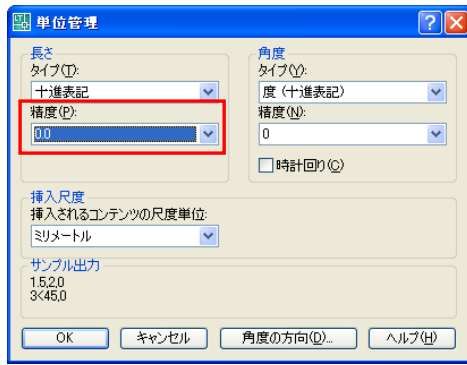 単位管理
長さ
タイプ(T):
十進表記
精度(P):
0.0
角度
タイプ(Y):
度（十進表記）
精度(N):
0
時計回り(C)
挿入尺度
挿入されるコンテンツの尺度単位:
ミリメートル
サンプル出力
1.5,2,0
3<45,0
OK
キャンセル
角度の方向(D)...
ヘルプ(H)